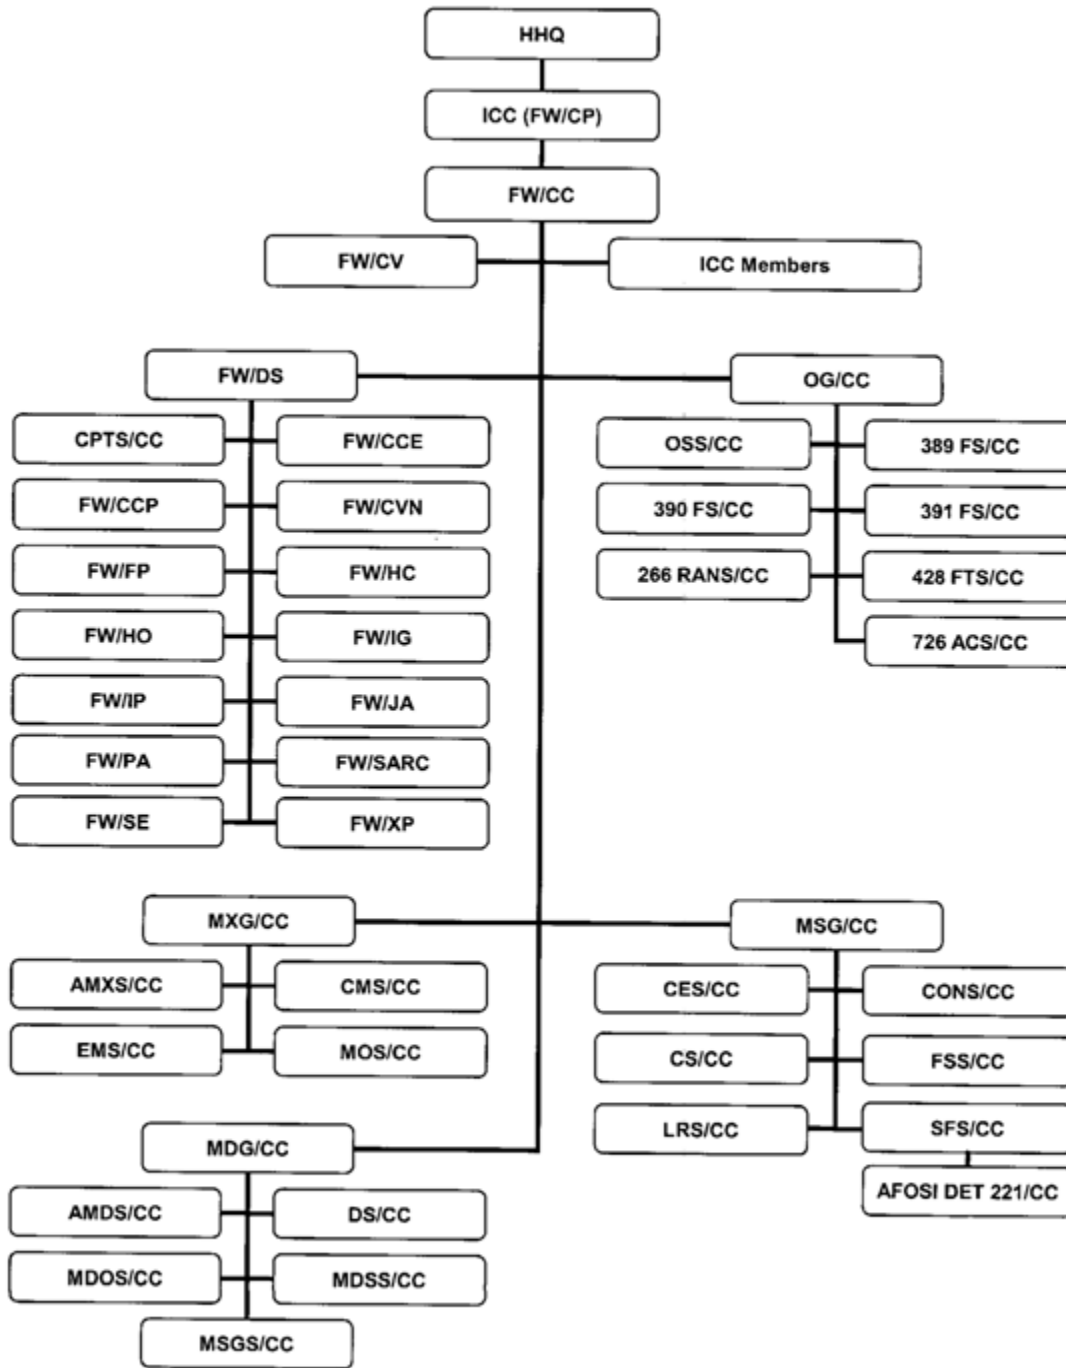 HHQ
ICC (FW/CP)
FW/CC
FW/CV
ICC Members
FW/DS
OG/CC
CPTS/CC
FW/CCE
OSS/CC
389 FS/CC
FW/CCP
FW/CVN
390 FS/CC
391 FS/CC
FW/FP
FW/HC
266 RANS/CC
428 FTS/CC
FW/HO
FW/IG
726 ACS/CC
FW/IP
FW/JA
FW/PA
FW/SARC
FW/SE
FW/XP
MXG/CC
MSG/CC
AMXS/CC
CMS/CC
CES/CC
CONS/CC
EMS/CC
MOS/CC
CS/CC
FSS/CC
MDG/CC
LRS/CC
SFS/CC
AFOSI DET 221/CC
AMDS/CC
DS/CC
MDOS/CC
MDSS/CC
MSGS/CC